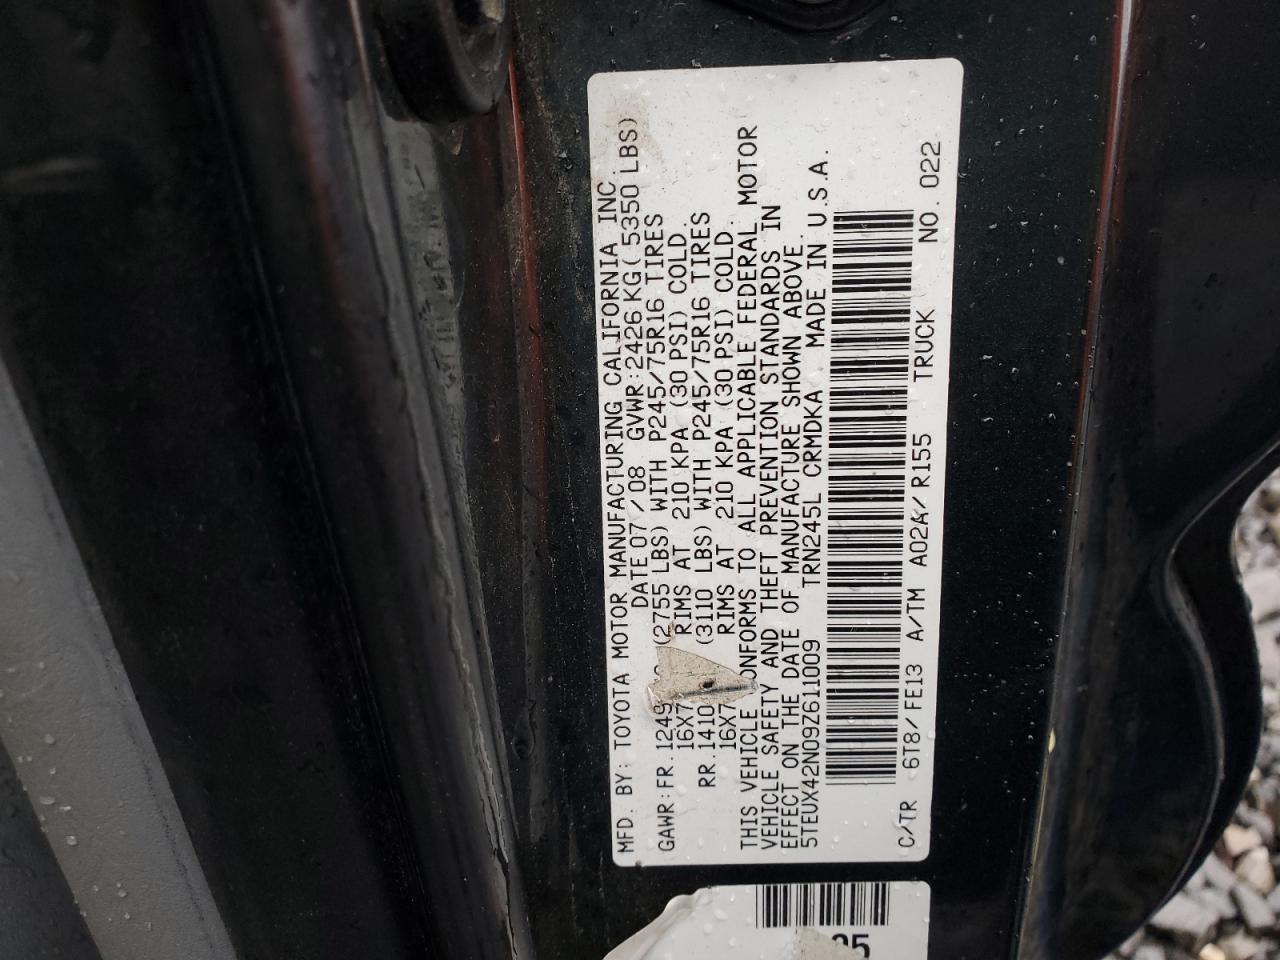 MFD. BY: TOYOTA MOTOR MANUFACTURING CALIFORNIA INC.
DATE 07/08 GVWR:2426KG(5350 LBS)
GAWR:FR.1249 (2755 LBS) WITH P245/75R16 TIRES
16X7 RIMS AT 210 KPA (30 PSI) COLD.
RR.1410 (3110 LBS) WITH P245/75R16 TIRES
16X7 RIMS AT 210 KPA (30 PSI) COLD.
THIS VEHICLE CONFORMS TO ALL APPLICABLE FEDERAL MOTOR
VEHICLE SAFETY AND THEFT PREVENTION STANDARDS IN
EFFECT ON THE DATE OF MANUFACTURE SHOWN ABOVE.
5TEUX42N09Z611009 TRN245L CRMDKA MADE IN U.S.A.
C/TR 6T8/FE13 A/TM A02A/R155 TRUCK NO. 022